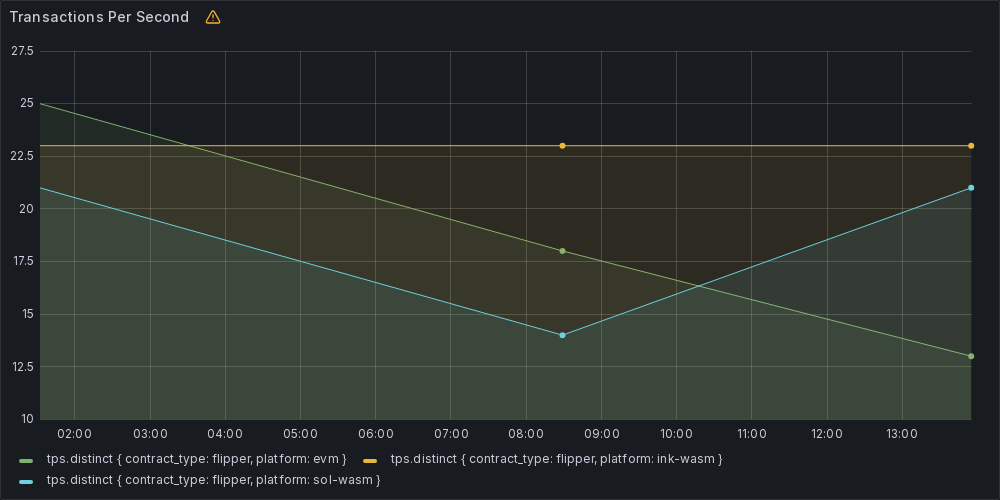 Transactions Per Second
27.5
25
22.5
20
17.5
15
12.5
10
02:00 03:00 04:00 05:00 06:00 07:00 08:00 09:00 10:00 11:00 12:00 13:00
tps.distinct { contract_type: flipper, platform: evm } tps.distinct { contract_type: flipper, platform: ink-wasm }
tps.distinct { contract_type: flipper, platform: sol-wasm }